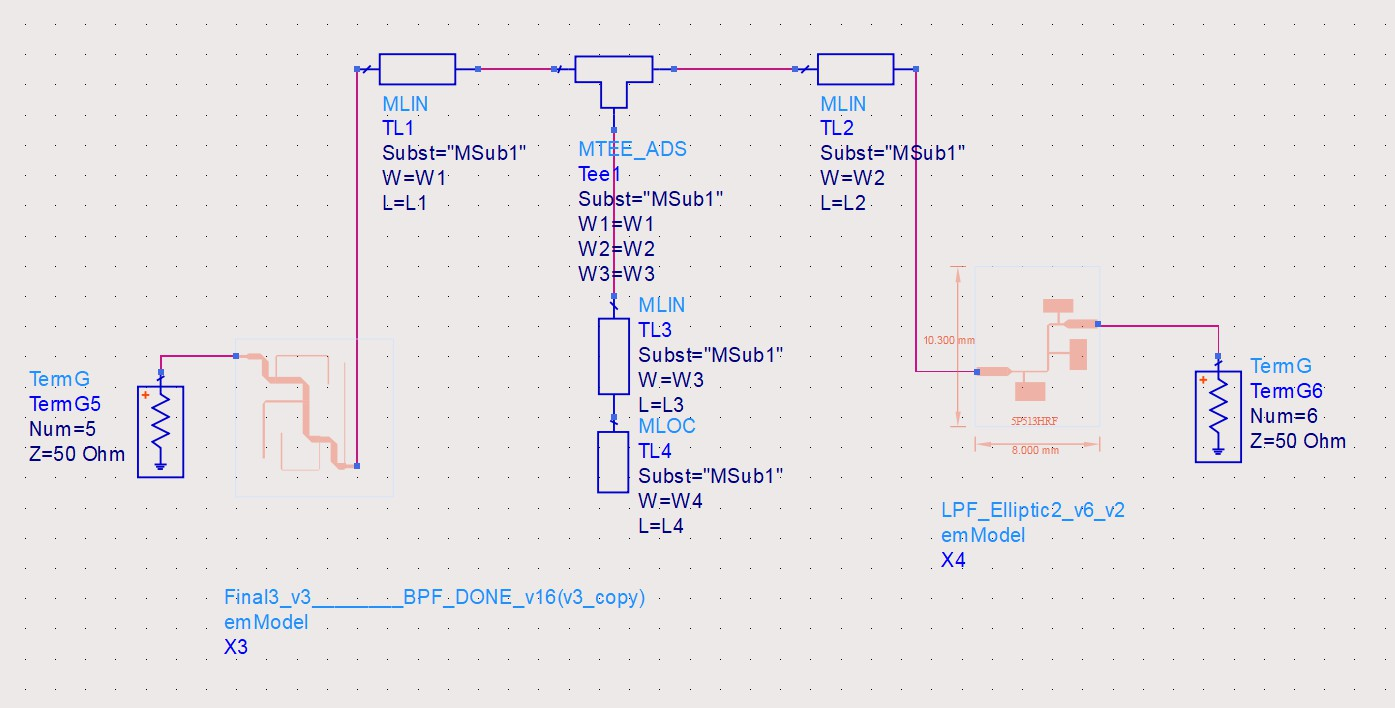 MLIN
TL1
Subst="MSub1"
W=W1
L=L1
MTEE_ADS
Tee1
Subst="MSub1"
W1=W1
W2=W2
W3=W3
MLIN
TL2
Subst="MSub1"
W=W2
L=L2
MLIN
TL3
Subst="MSub1"
W=W3
L=L3
MLOC
TL4
Subst="MSub1"
W=W4
L=L4
TermG
TermG5
Num=5
Z=50 Ohm
10.300 mm
5P513HRF
8.000 mm
TermG
TermG6
Num=6
Z=50 Ohm
LPF_Elliptic2_v6_v2
emModel
X4
Final3_v3________BPF_DONE_v16(v3_copy)
emModel
X3